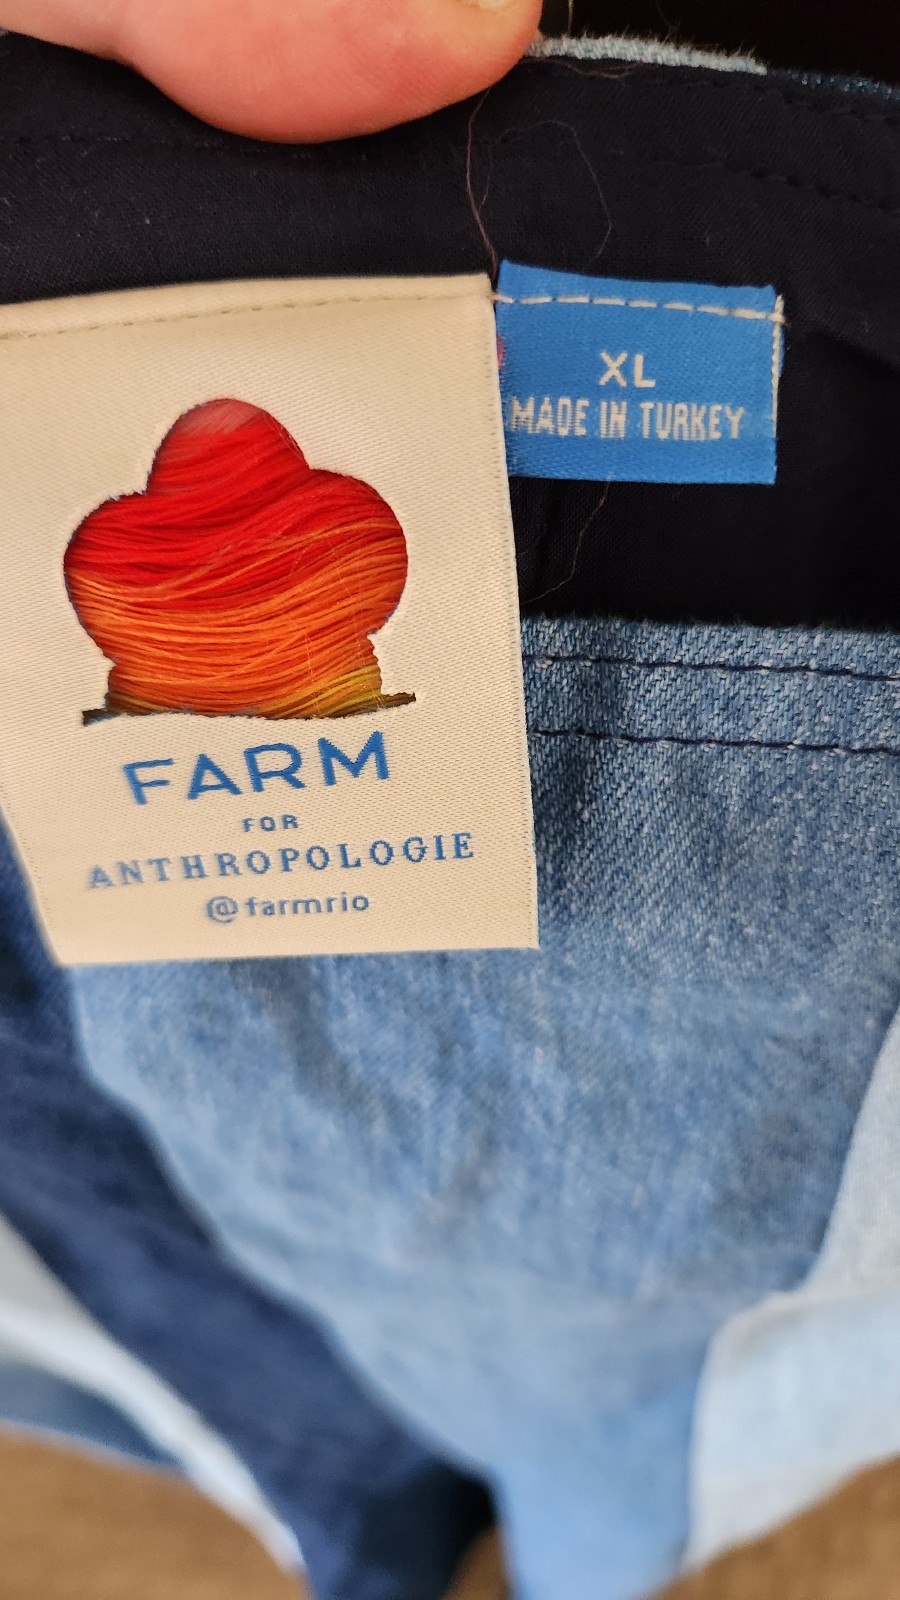 XL
MADE IN TURKEY
FARM
FOR
ANTHROPOLOGIE
@farmrio